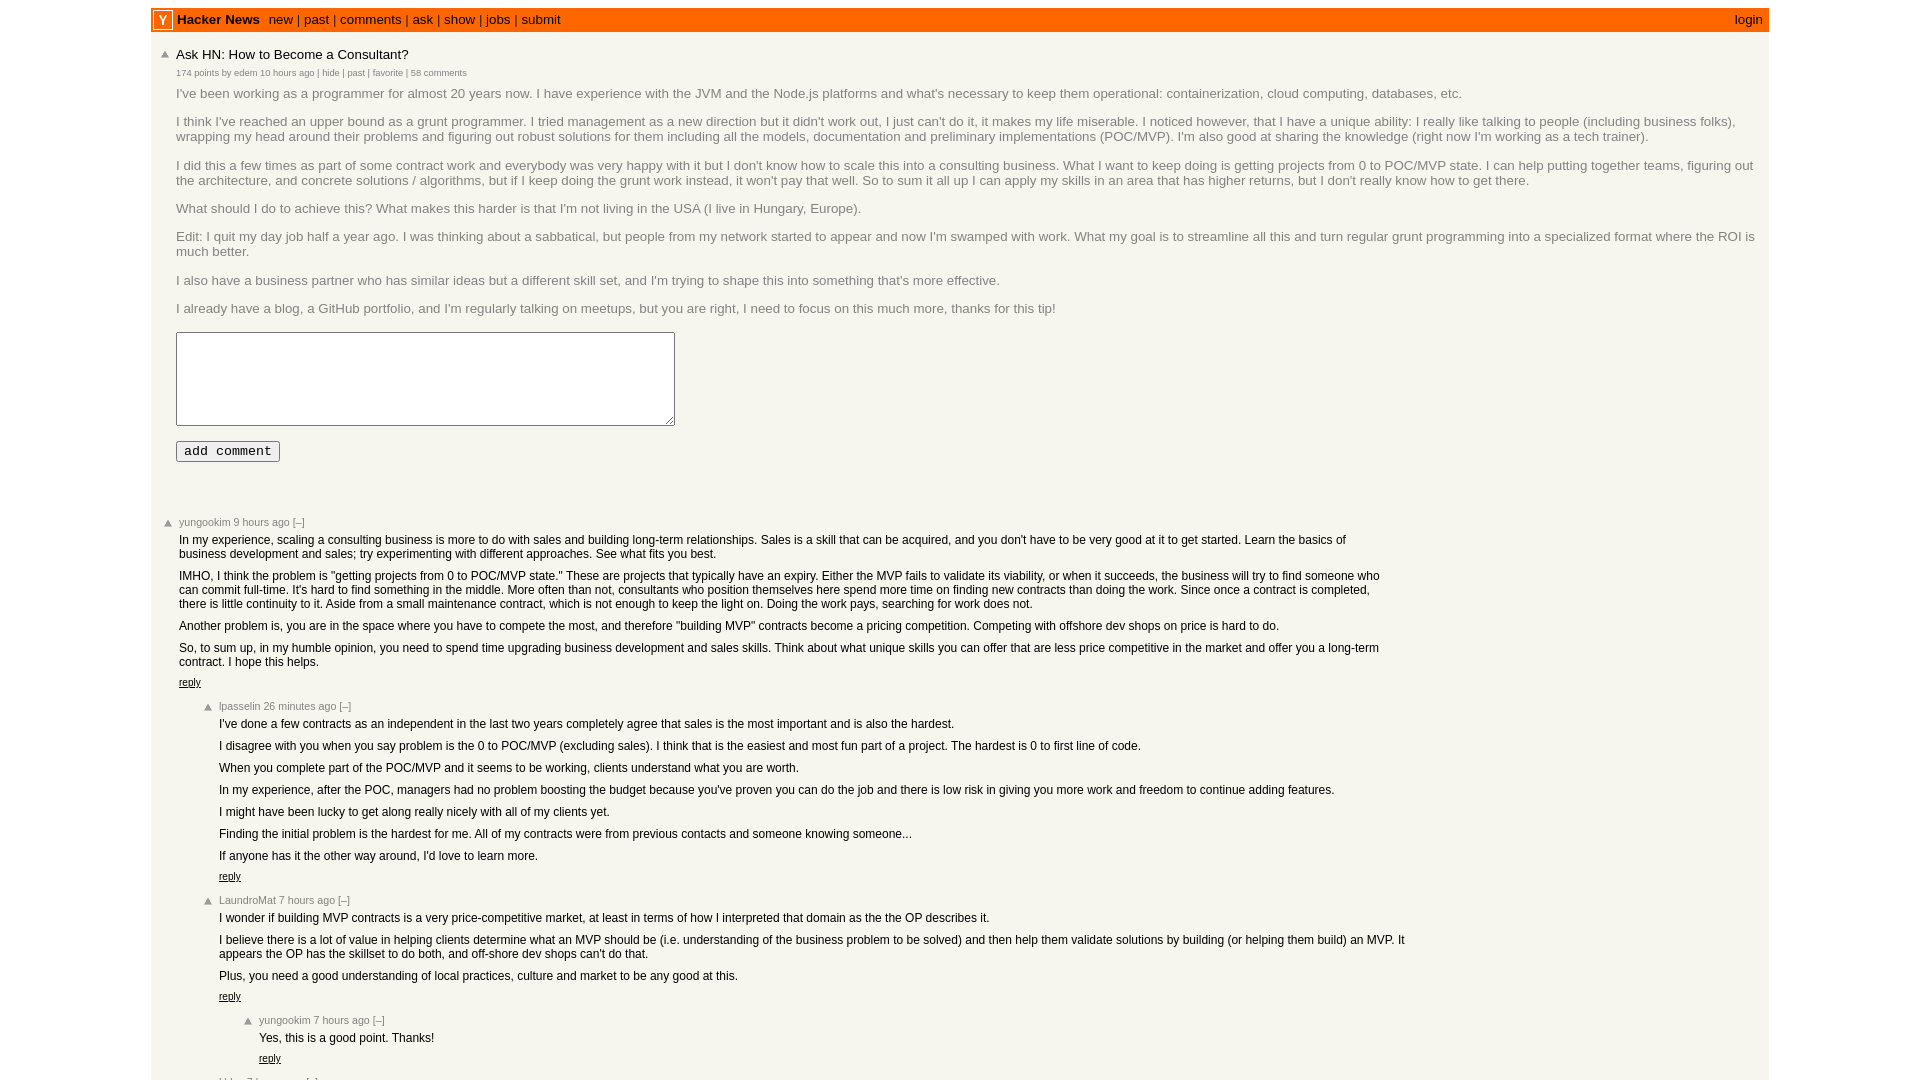 Y Hacker News new | past | comments | ask | show | jobs | submit login
Ask HN: How to Become a Consultant?
174 points by edem 10 hours ago | hide | past | favorite | 58 comments
I've been working as a programmer for almost 20 years now. I have experience with the JVM and the Node.js platforms and what's necessary to keep them operational: containerization, cloud computing, databases, etc.
I think I've reached an upper bound as a grunt programmer. I tried management as a new direction but it didn't work out, I just can't do it, it makes my life miserable. I noticed however, that I have a unique ability: I really like talking to people (including business folks),
wrapping my head around their problems and figuring out robust solutions for them including all the models, documentation and preliminary implementations (POC/MVP). I'm also good at sharing the knowledge (right now I'm working as a tech trainer).
I did this a few times as part of some contract work and everybody was very happy with it but I don't know how to scale this into a consulting business. What I want to keep doing is getting projects from 0 to POC/MVP state. I can help putting together teams, figuring out
the architecture, and concrete solutions / algorithms, but if I keep doing the grunt work instead, it won't pay that well. So to sum it all up I can apply my skills in an area that has higher returns, but I don't really know how to get there.
What should I do to achieve this? What makes this harder is that I'm not living in the USA (I live in Hungary, Europe).
Edit: I quit my day job half a year ago. I was thinking about a sabbatical, but people from my network started to appear and now I'm swamped with work. What my goal is to streamline all this and turn regular grunt programming into a specialized format where the ROI is
much better.
I also have a business partner who has similar ideas but a different skill set, and I'm trying to shape this into something that's more effective.
I already have a blog, a GitHub portfolio, and I'm regularly talking on meetups, but you are right, I need to focus on this much more, thanks for this tip!
add comment
yungookim 9 hours ago [–]
In my experience, scaling a consulting business is more to do with sales and building long-term relationships. Sales is a skill that can be acquired, and you don't have to be very good at it to get started. Learn the basics of
business development and sales; try experimenting with different approaches. See what fits you best.
IMHO, I think the problem is "getting projects from 0 to POC/MVP state." These are projects that typically have an expiry. Either the MVP fails to validate its viability, or when it succeeds, the business will try to find someone who
can commit full-time. It's hard to find something in the middle. More often than not, consultants who position themselves here spend more time on finding new contracts than doing the work. Since once a contract is completed,
there is little continuity to it. Aside from a small maintenance contract, which is not enough to keep the light on. Doing the work pays, searching for work does not.
Another problem is, you are in the space where you have to compete the most, and therefore "building MVP" contracts become a pricing competition. Competing with offshore dev shops on price is hard to do.
So, to sum up, in my humble opinion, you need to spend time upgrading business development and sales skills. Think about what unique skills you can offer that are less price competitive in the market and offer you a long-term
contract. I hope this helps.
reply
lpasselin 26 minutes ago [–]
I've done a few contracts as an independent in the last two years completely agree that sales is the most important and is also the hardest.
I disagree with you when you say problem is the 0 to POC/MVP (excluding sales). I think that is the easiest and most fun part of a project. The hardest is 0 to first line of code.
When you complete part of the POC/MVP and it seems to be working, clients understand what you are worth.
In my experience, after the POC, managers had no problem boosting the budget because you've proven you can do the job and there is low risk in giving you more work and freedom to continue adding features.
I might have been lucky to get along really nicely with all of my clients yet.
Finding the initial problem is the hardest for me. All of my contracts were from previous contacts and someone knowing someone...
If anyone has it the other way around, I'd love to learn more.
reply
LaundroMat 7 hours ago [–]
I wonder if building MVP contracts is a very price-competitive market, at least in terms of how I interpreted that domain as the the OP describes it.
I believe there is a lot of value in helping clients determine what an MVP should be (i.e. understanding of the business problem to be solved) and then help them validate solutions by building (or helping them build) an MVP. It
appears the OP has the skillset to do both, and off-shore dev shops can't do that.
Plus, you need a good understanding of local practices, culture and market to be any good at this.
reply
yungookim 7 hours ago [–]
Yes, this is a good point. Thanks!
reply